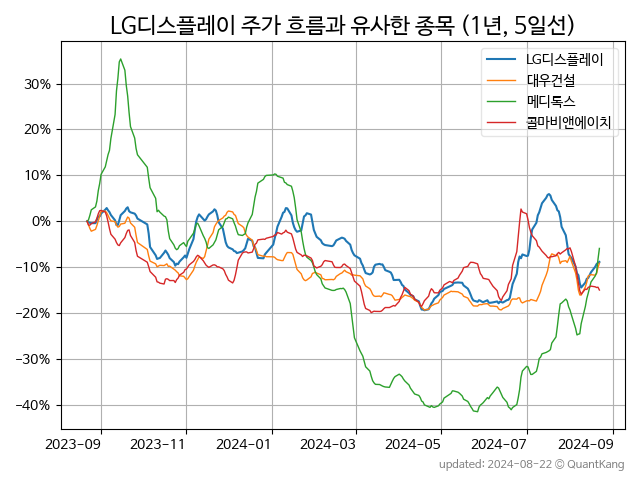 LG디스플레이 주가 흐름과 유사한 종목 (1년, 5일선)
LG디스플레이
대우건설
메디톡스
콜마비앤에이치
30%
20%
10%
0%
−10%
−20%
−30%
−40%
2023-09 2023-11 2024-01 2024-03 2024-05 2024-07 2024-09
updated: 2024-08-22 © QuantKang